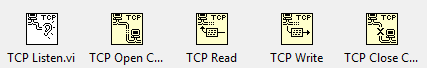 TCP TCP TCP TCP TCP
TCP Listen.vi TCP Open C... TCP Read TCP Write TCP Close C...